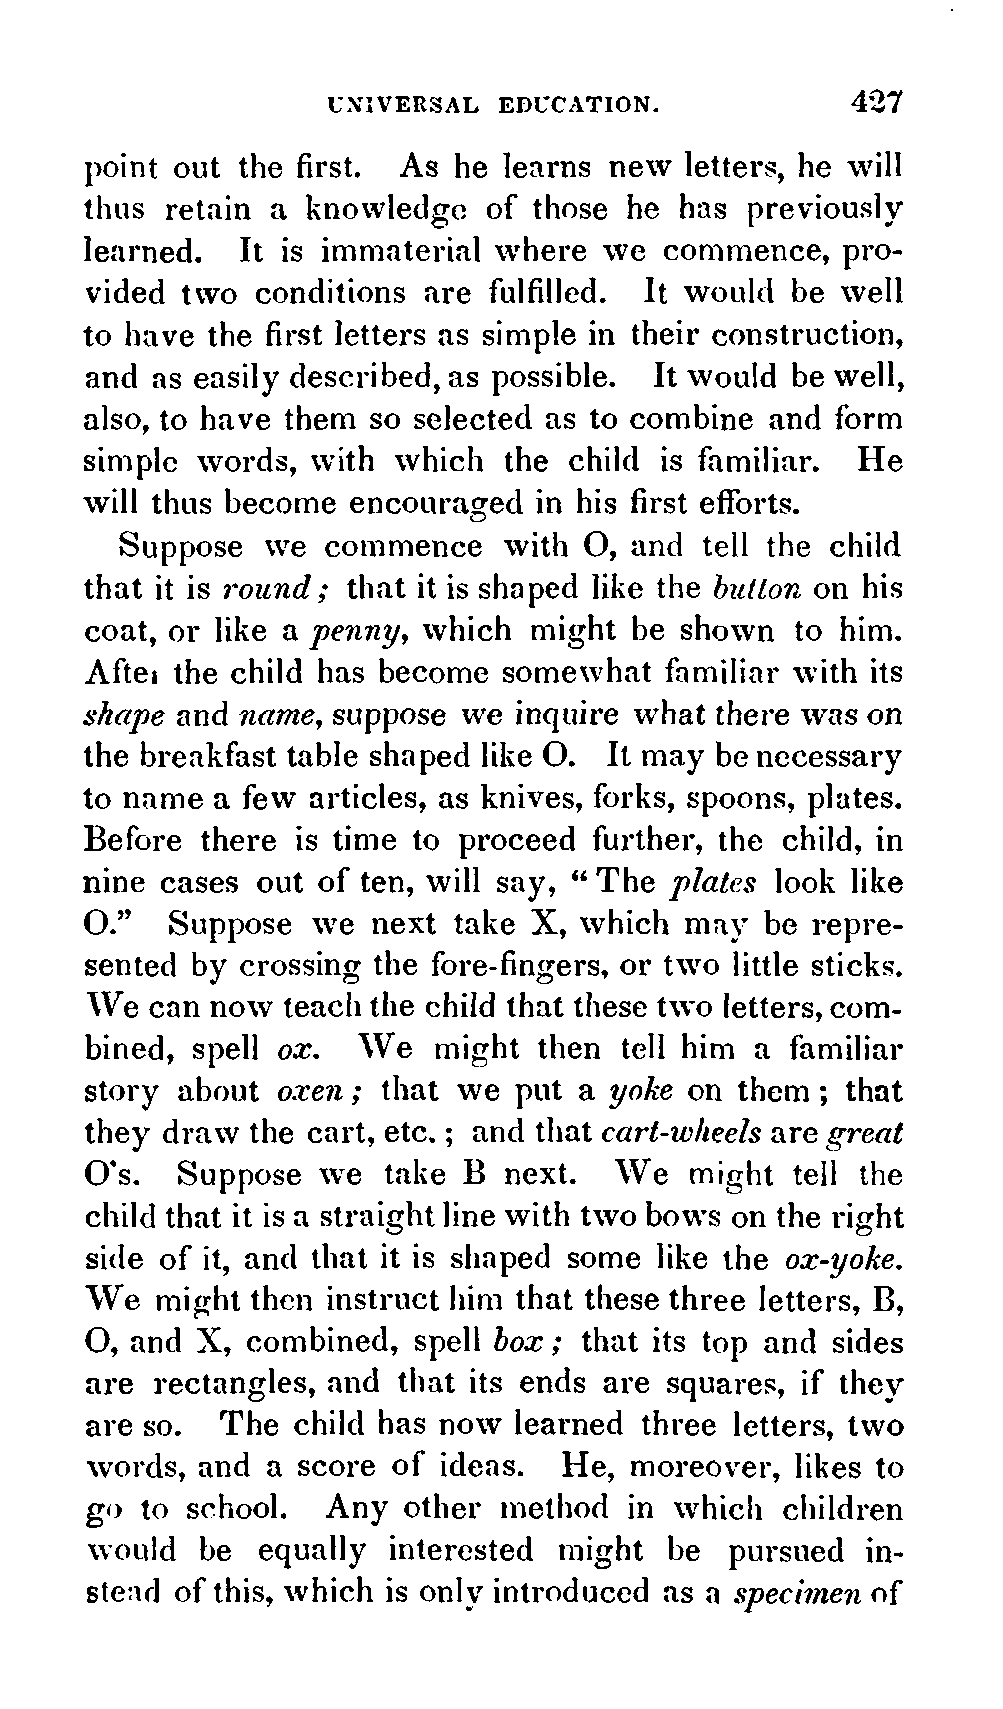 UNIVERSAL EDUCATION. 427
point out the first. As he learns new letters, he will
thus retain a knowledge of those he has previously
learned. It is immaterial where we commence, pro-
vided two conditions are fulfilled. It would be well
to have the first letters as simple in their construction,
and as easily described, as possible. It would be well,
also, to have them so selected as to combine and form
simple words, with which the child is familiar. He
will thus become encouraged in his first efforts.
Suppose we commence with O, and tell the child
that it is round; that it is shaped like the button on his
coat, or like a penny, which might be shown to him.
After the child has become somewhat familiar with its
shape and name, suppose we inquire what there was on
the breakfast table shaped like O. It may be necessary
to name a few articles, as knives, forks, spoons, plates.
Before there is time to proceed further, the child, in
nine cases out of ten, will say, “The plates look like
O.” Suppose we next take X, which may be repre-
sented by crossing the fore-fingers, or two little sticks.
We can now teach the child that these two letters, com-
bined, spell ox. We might then tell him a familiar
story about oxen; that we put a yoke on them; that
they draw the cart, etc.; and that cart-wheels are great
O's. Suppose we take B next. We might tell the
child that it is a straight line with two bows on the right
side of it, and that it is shaped some like the ox-yoke.
We might then instruct him that these three letters, B,
O, and X, combined, spell box; that its top and sides
are rectangles, and that its ends are squares, if they
are so. The child has now learned three letters, two
words, and a score of ideas. He, moreover, likes to
go to school. Any other method in which children
would be equally interested might be pursued in-
stead of this, which is only introduced as a specimen of